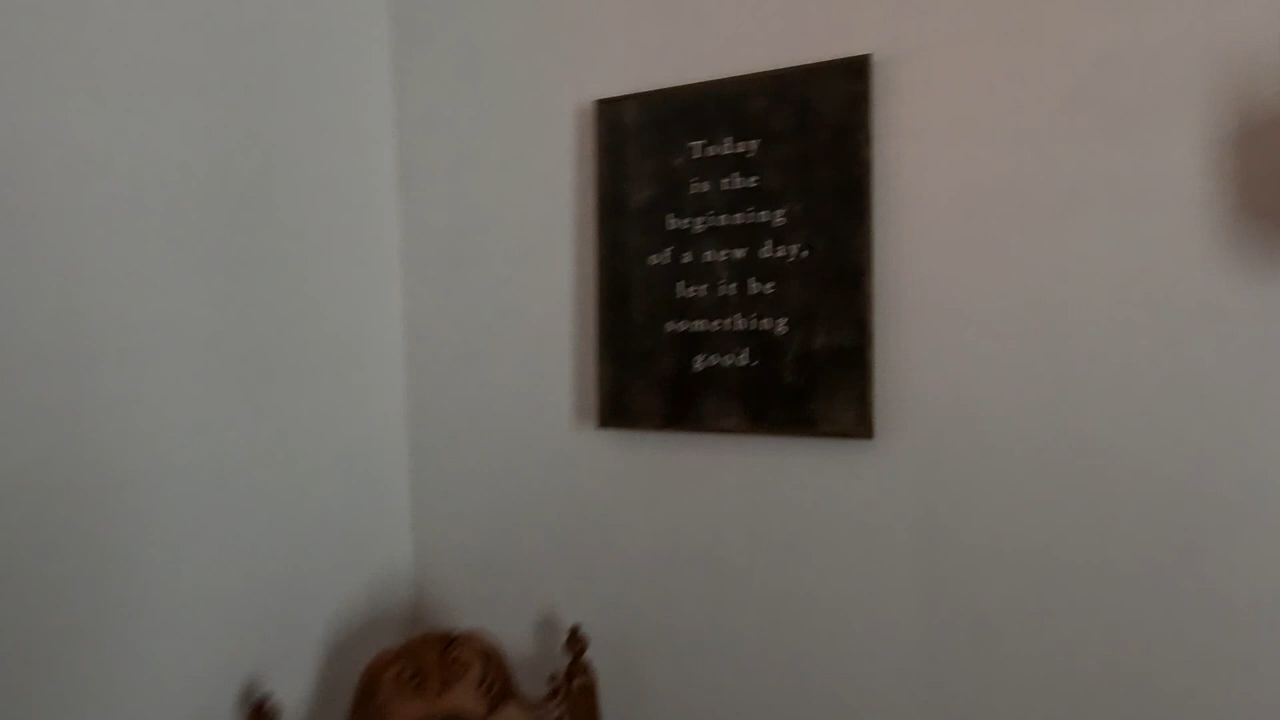 Today
is the
beginning
of a new day,
let it be
something
good.